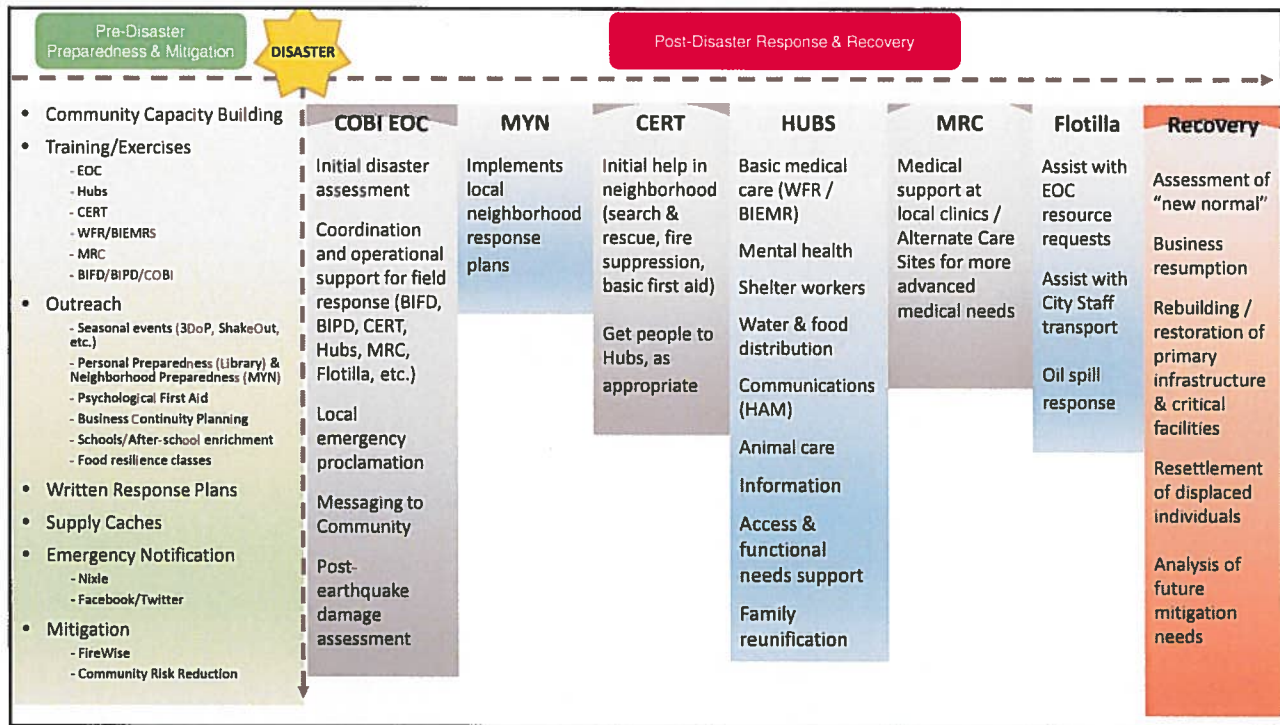 Pre-Disaster
Preparedness & Mitigation
DISASTER
Post-Disaster Response & Recovery
• Community Capacity Building
• Training/Exercises
- EOC
- Hubs
- CERT
- WFR/BIEMRS
- MRC
- BIFD/BIPD/COBI
• Outreach
- Seasonal events (3DoP, ShakeOut,
etc.)
- Personal Preparedness (Library) &
Neighborhood Preparedness (MYN)
- Psychological First Aid
- Business Continuity Planning
- Schools/After-school enrichment
- Food resilience classes
• Written Response Plans
• Supply Caches
• Emergency Notification
- Nixle
- Facebook/Twitter
• Mitigation
- FireWise
- Community Risk Reduction
COBI EOC
Initial disaster
assessment
Coordination
and operational
support for field
response (BIFD,
BIPD, CERT,
Hubs, MRC,
Flotilla, etc.)
Local
emergency
proclamation
Messaging to
Community
Post-
earthquake
damage
assessment
MYN
Implements
local
neighborhood
response
plans
CERT
Initial help in
neighborhood
(search &
rescue, fire
suppression,
basic first aid)
Get people to
Hubs, as
appropriate
HUBS
Basic medical
care (WFR /
BIEMR)
Mental health
Shelter workers
Water & food
distribution
Communications
(HAM)
Animal care
Information
Access &
functional
needs support
Family
reunification
MRC
Medical
support at
local clinics /
Alternate Care
Sites for more
advanced
medical needs
Flotilla
Assist with
EOC
resource
requests
Assist with
City Staff
transport
Oil spill
response
Recovery
Assessment of
“new normal”
Business
resumption
Rebuilding /
restoration of
primary
infrastructure
& critical
facilities
Resettlement
of displaced
individuals
Analysis of
future
mitigation
needs